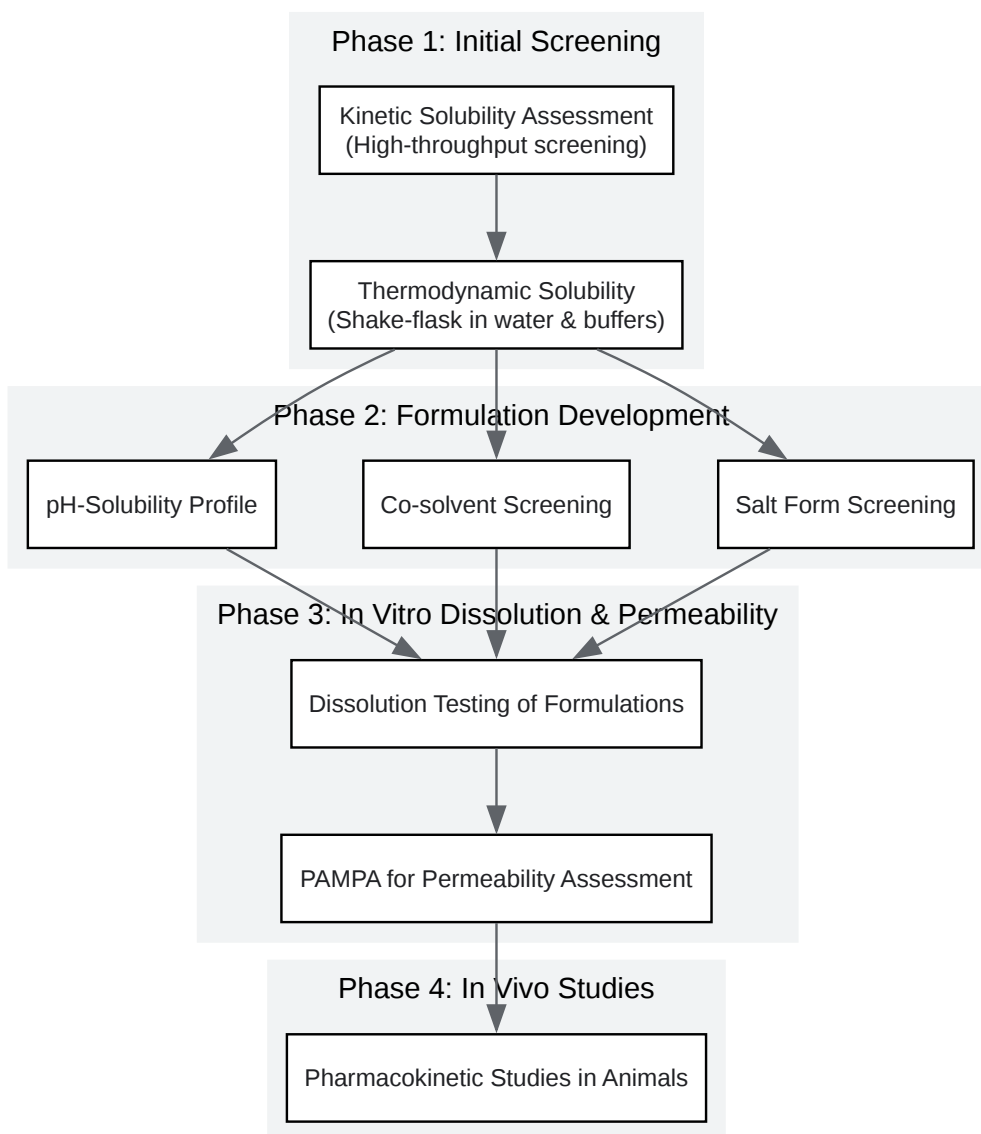 Phase 1: Initial Screening
Kinetic Solubility Assessment
(High-throughput screening)
Thermodynamic Solubility
(Shake-flask in water & buffers)
Phase 2: Formulation Development
pH-Solubility Profile
Co-solvent Screening
Salt Form Screening
Phase 3: In Vitro Dissolution & Permeability
Dissolution Testing of Formulations
PAMPA for Permeability Assessment
Phase 4: In Vivo Studies
Pharmacokinetic Studies in Animals